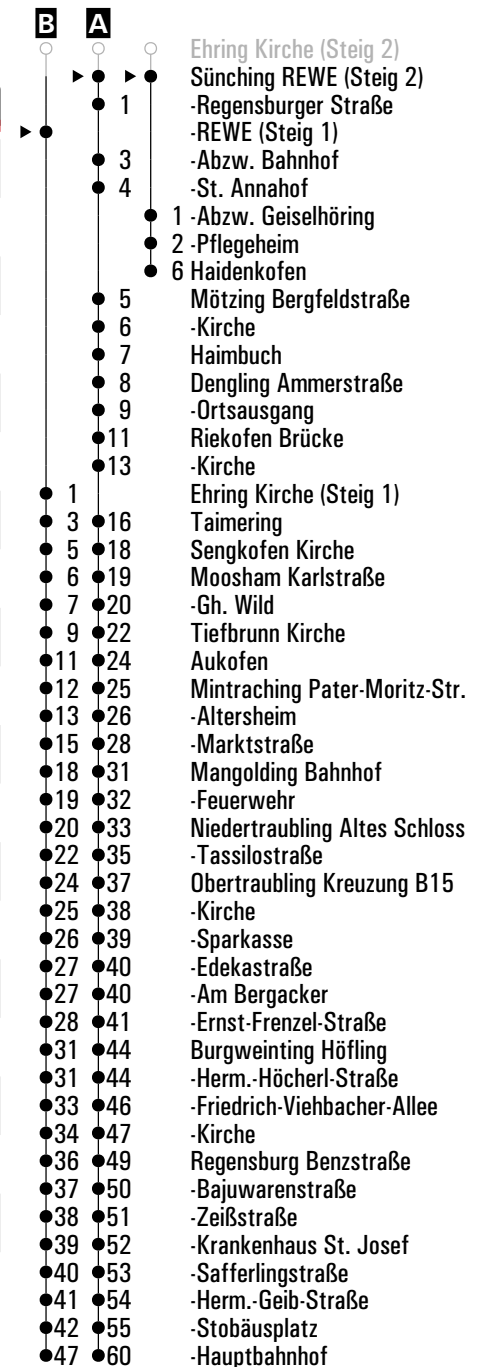 B A
Ehring Kirche (Steig 2)
Sünching REWE (Steig 2)
1 -Regensburger Straße
-REWE (Steig 1)
3 -Abzw. Bahnhof
4 -St. Annahof
1 -Abzw. Geiselhöring
2 -Pflegeheim
6 Haidenkofen
5 Mötzing Bergfeldstraße
6 -Kirche
7 Haimbuch
8 Dengling Ammerstraße
9 -Ortsausgang
11 Riekofen Brücke
13 -Kirche
1 Ehring Kirche (Steig 1)
3 16 Taimering
5 18 Sengkofen Kirche
6 19 Moosham Karlstraße
7 20 -Gh. Wild
9 22 Tiefbrunn Kirche
11 24 Aukofen
12 25 Mintraching Pater-Moritz-Str.
13 26 -Altersheim
15 28 -Marktstraße
18 31 Mangolding Bahnhof
19 32 -Feuerwehr
20 33 Niedertraubling Altes Schloss
22 35 -Tassilostraße
24 37 Obertraubling Kreuzung B15
25 38 -Kirche
26 39 -Sparkasse
27 40 -Edekastraße
27 40 -Am Bergacker
28 41 -Ernst-Frenzel-Straße
31 44 Burgweinting Höfling
31 44 -Herm.-Höcherl-Straße
33 46 -Friedrich-Viehbacher-Allee
34 47 -Kirche
36 49 Regensburg Benzstraße
37 50 -Bajuwarenstraße
38 51 -Zeißstraße
39 52 -Krankenhaus St. Josef
40 53 -Safferlingstraße
41 54 -Herm.-Geib-Straße
42 55 -Stobäusplatz
47 60 -Hauptbahnhof